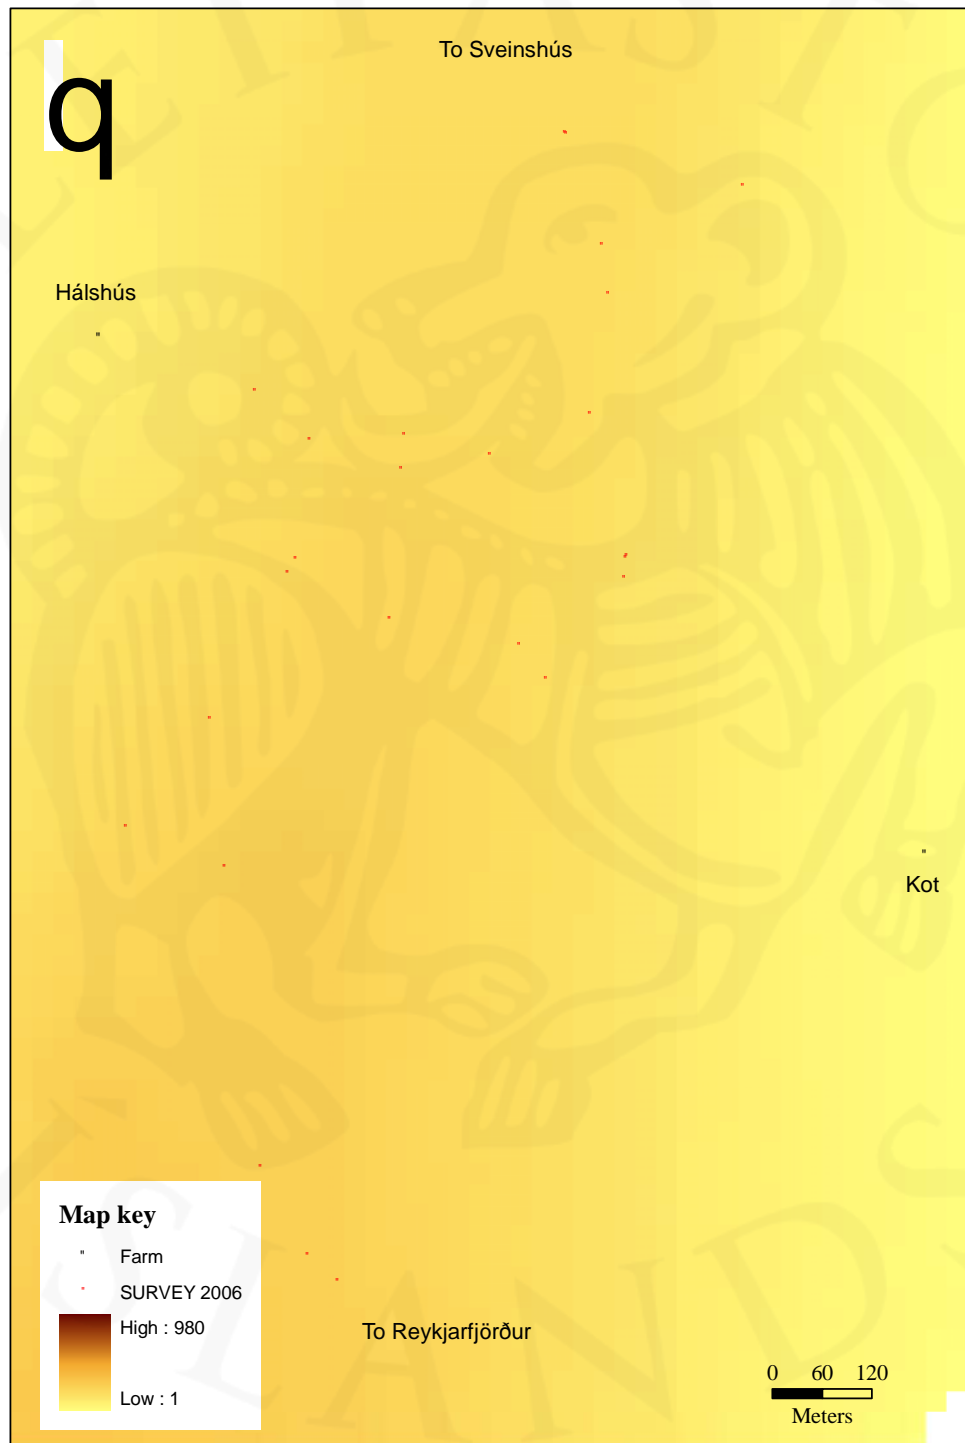 To Sveinshús
q
Hálshús
Kot
Map key
Farm
SURVEY 2006
High : 980
Low : 1
To Reykjarfjörður
0 60 120
Meters